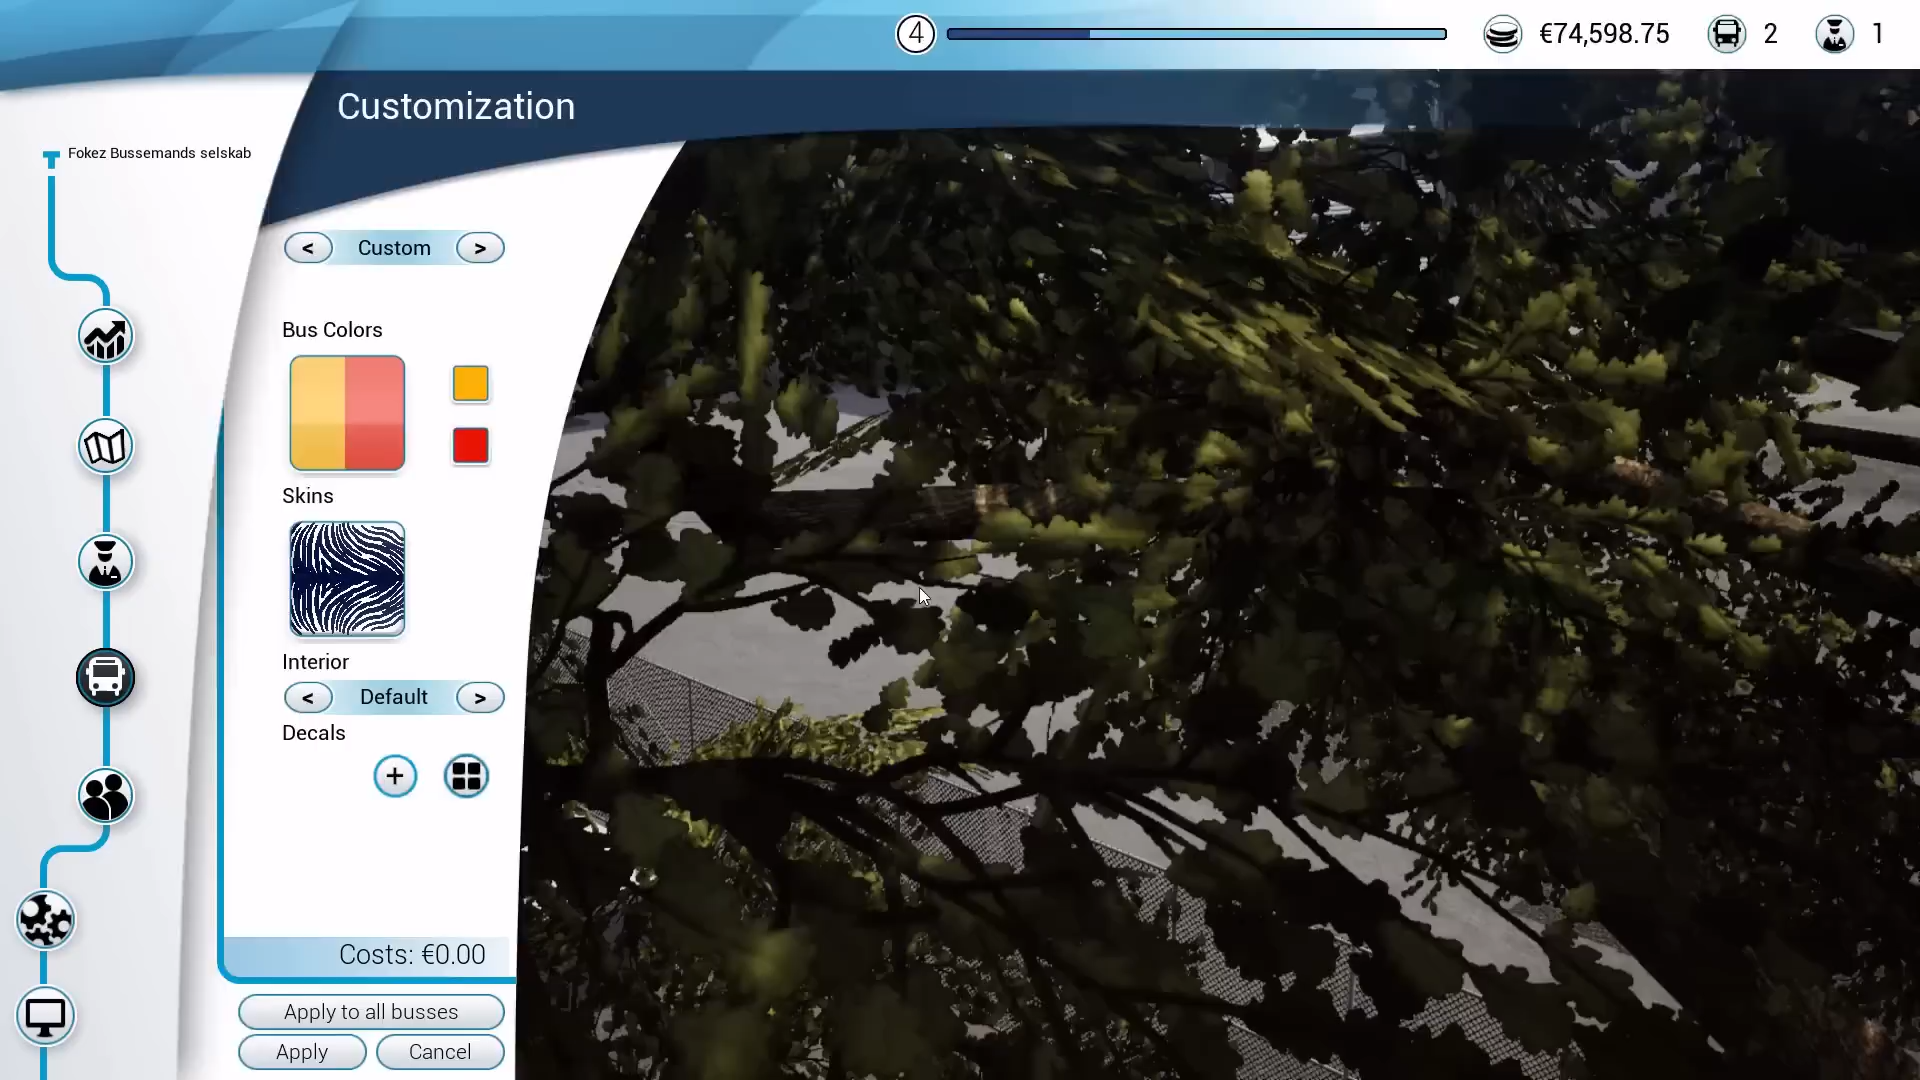 4
€74,598.75
2
1
Customization
Fokez Bussemands selskab
< Custom >
Bus Colors
Skins
Interior
< Default >
Decals
+
Costs: €0.00
Apply to all busses
Apply
Cancel